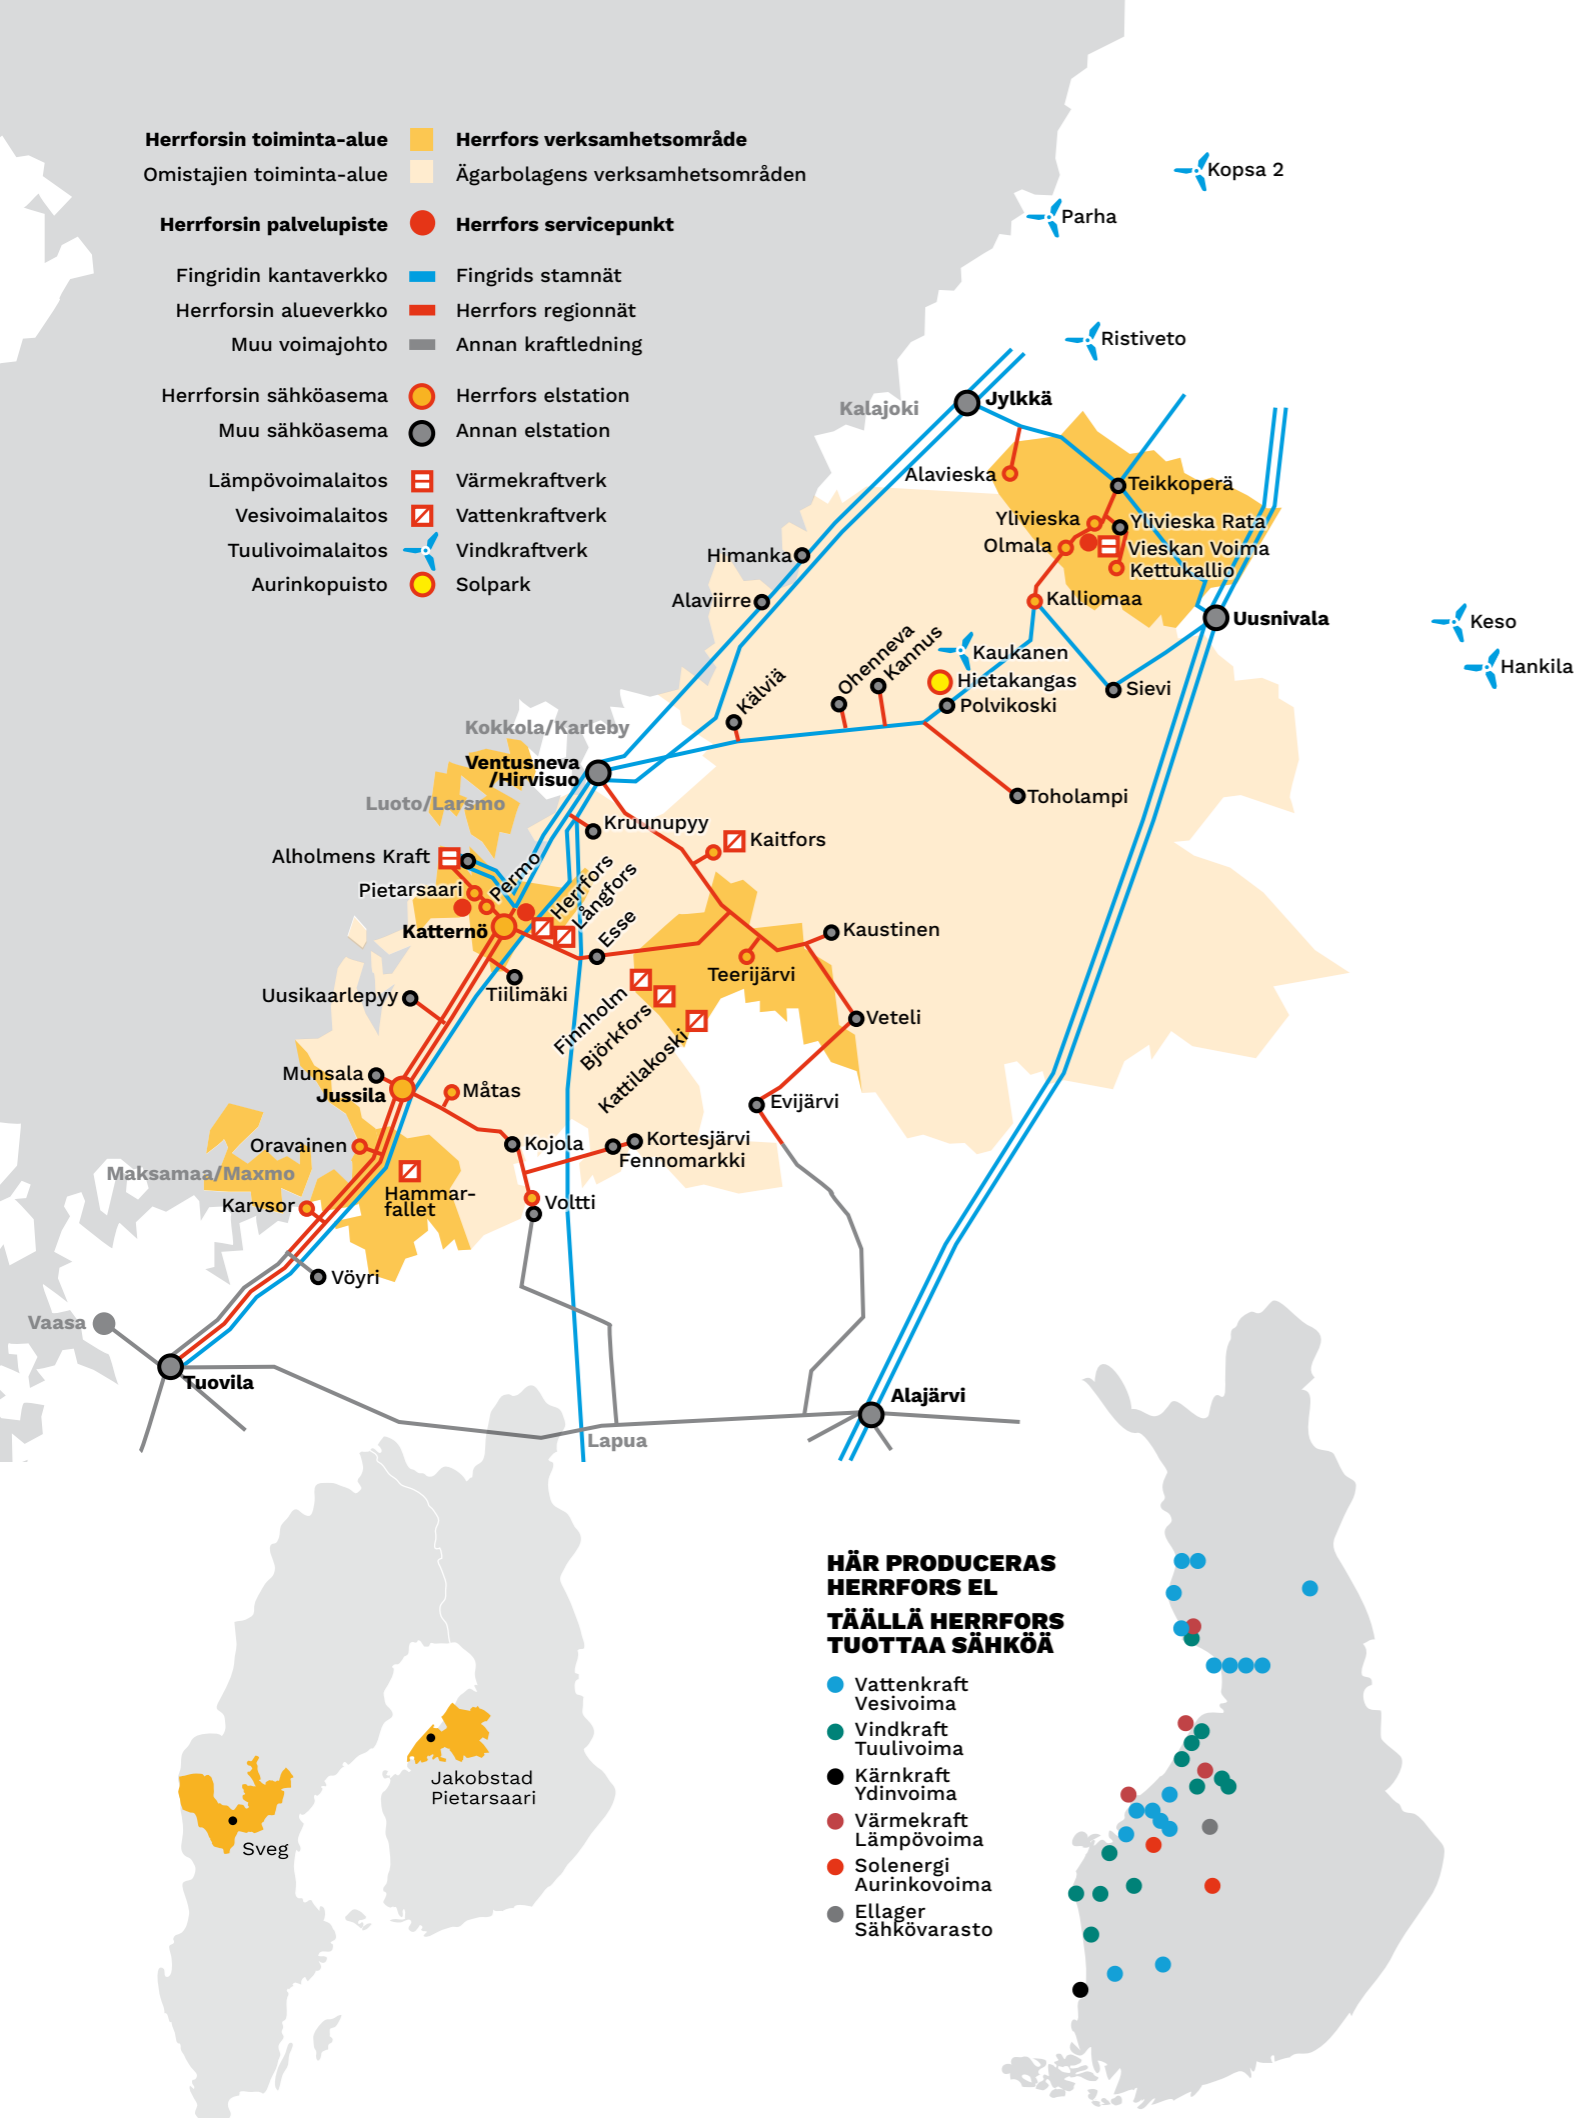 Herrforsin toiminta-alue
Herrfors verksamhetsområde
Omistajien toiminta-alue
Ägarbolagens verksamhetsområden
Herrforsin palvelupiste
Herrfors servicepunkt
Fingridin kantaverkko
Fingrids stamnät
Herrforsin alueverkko
Herrfors regionnät
Muu voimajohto
Annan kraftledning
Herrforsin sähköasema
Herrfors elstation
Muu sähköasema
Annan elstation
Lämpövoimalaitos
Värmekraftverk
Vesivoimalaitos
Vattenkraftverk
Tuulivoimalaitos
Vindkraftverk
Aurinkopuisto
Solpark
Kopsa 2
Parha
Ristiveto
Kalajoki
Jylkkä
Alavieska
Teikkoperä
Ylivieska
Ylivieska Rata
Olmala
Vieskan Voima
Kettukallio
Himanka
Alaviirre
Kalliomaa
Uusnivala
Keso
Hankila
Ohenneva
Kannus
Kaukanen
Hietakangas
Polvikoski
Sievi
Kälviä
Kokkola/Karleby
Ventusneva
/Hirvisuo
Toholampi
Luoto/Larsmo
Kruunupyy
Kaitfors
Alholmens Kraft
Pietarsaari
Permo
Herrfors
Långfors
Katternö
Esse
Kaustinen
Teerijärvi
Tiilimäki
Uusikaarlepyy
Finnholm
Björkfors
Kattilakoski
Veteli
Munsala
Jussila
Måtas
Evijärvi
Oravainen
Kojola
Kortesjärvi
Fennomarkki
Maksamaa/Maxmo
Hammar-
fallet
Karvsor
Voltti
Vöyri
Vaasa
Tuovila
Alajärvi
Lapua
Jakobstad
Pietarsaari
Sveg
HÄR PRODUCERAS
HERRFORS EL
TÄÄLLÄ HERRFORS
TUOTTAA SÄHKÖÄ
Vattenkraft
Vesivoima
Vindkraft
Tuulivoima
Kärnkraft
Ydinvoima
Värmekraft
Lämpövoima
Solenergi
Aurinkovoima
Ellager
Sähkövarasto